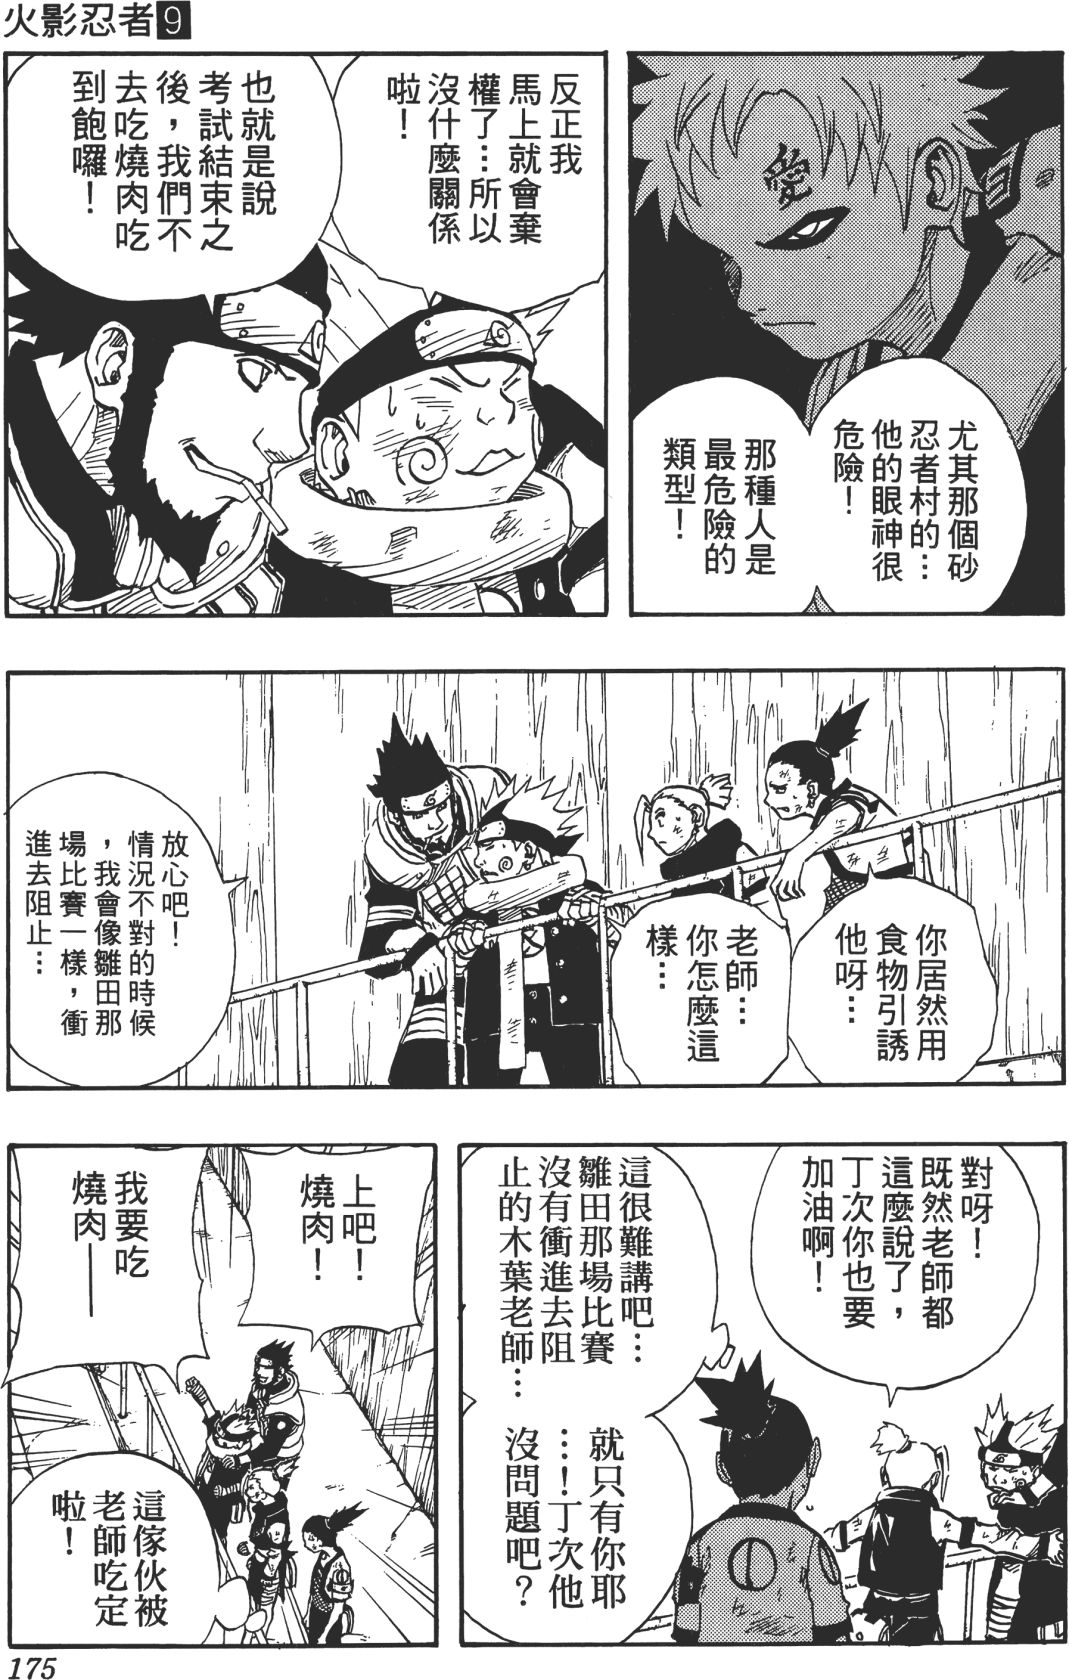 火影忍者9
尤其那個砂
忍者村的…
他的眼神很
危險！
那種人是
最危險的
類型！
愛
反正我
馬上就會棄
權了…所以
沒什麼關係
啦！
也就是說
考試結束之
後，我們不
去吃燒肉吃
到飽囉！
你居然用
食物引誘
他呀…
老師…
你怎麼這
樣…
放心吧！
情況不對的時候
，我會像雛田那
場比賽一樣，衝
進去阻止…
對呀！
既然老師都
這麼說了，
丁次你也要
加油啊！
這很難講吧…
雛田那場比賽
沒有衝進去阻
止的木葉老師…
就只有你耶
…！丁次他
沒問題吧？
上吧！
燒肉！
我要吃
燒肉──
這傢伙被
老師吃定
啦！
175